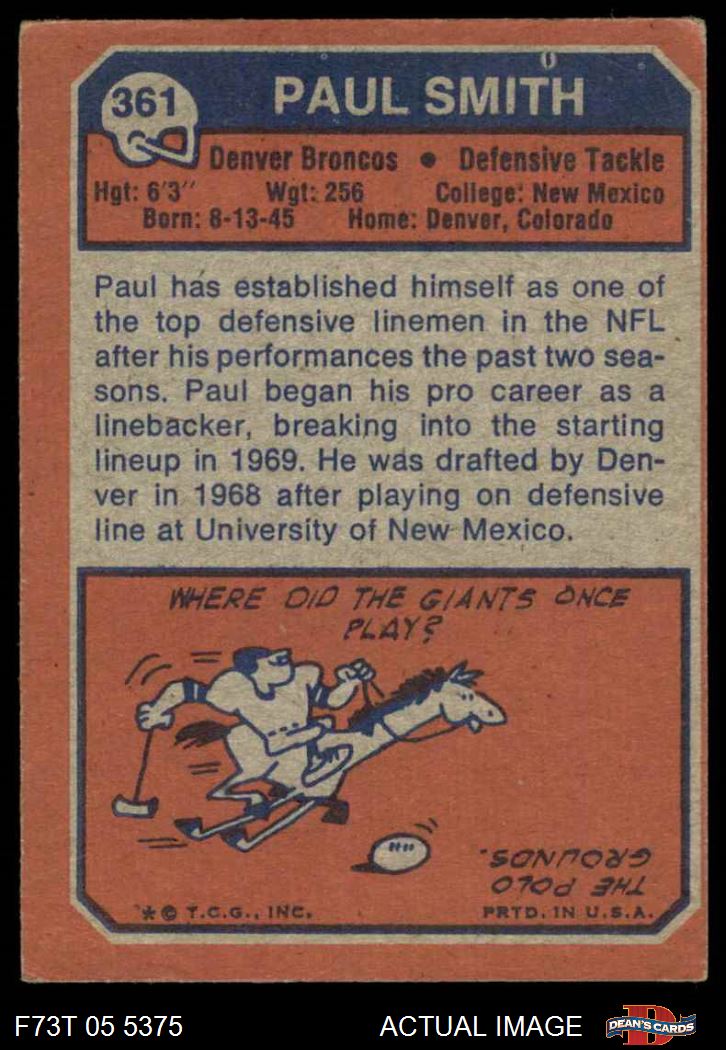 361
PAUL SMITH
Denver Broncos • Defensive Tackle
Hgt: 6'3" Wgt: 256 College: New Mexico
Born: 8-13-45 Home: Denver, Colorado
Paul has established himself as one of
the top defensive linemen in the NFL
after his performances the past two sea-
sons. Paul began his pro career as a
linebacker, breaking into the starting
lineup in 1969. He was drafted by Den-
ver in 1968 after playing on defensive
line at University of New Mexico.
WHERE DID THE GIANTS ONCE
PLAY?
THE POLO
GROUNDS.
* © T.C.G., INC. PRTD. IN U.S.A.
F73T 05 5375 ACTUAL IMAGE
D
DEAN'S CARDS